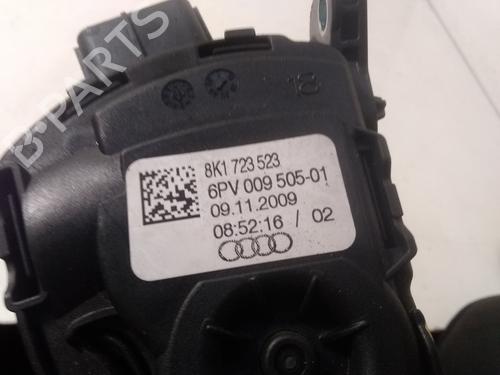 B-PARTS
18
8K1 723 523
6PV 009 505-01
09.11.2009
08:52:16 / 02